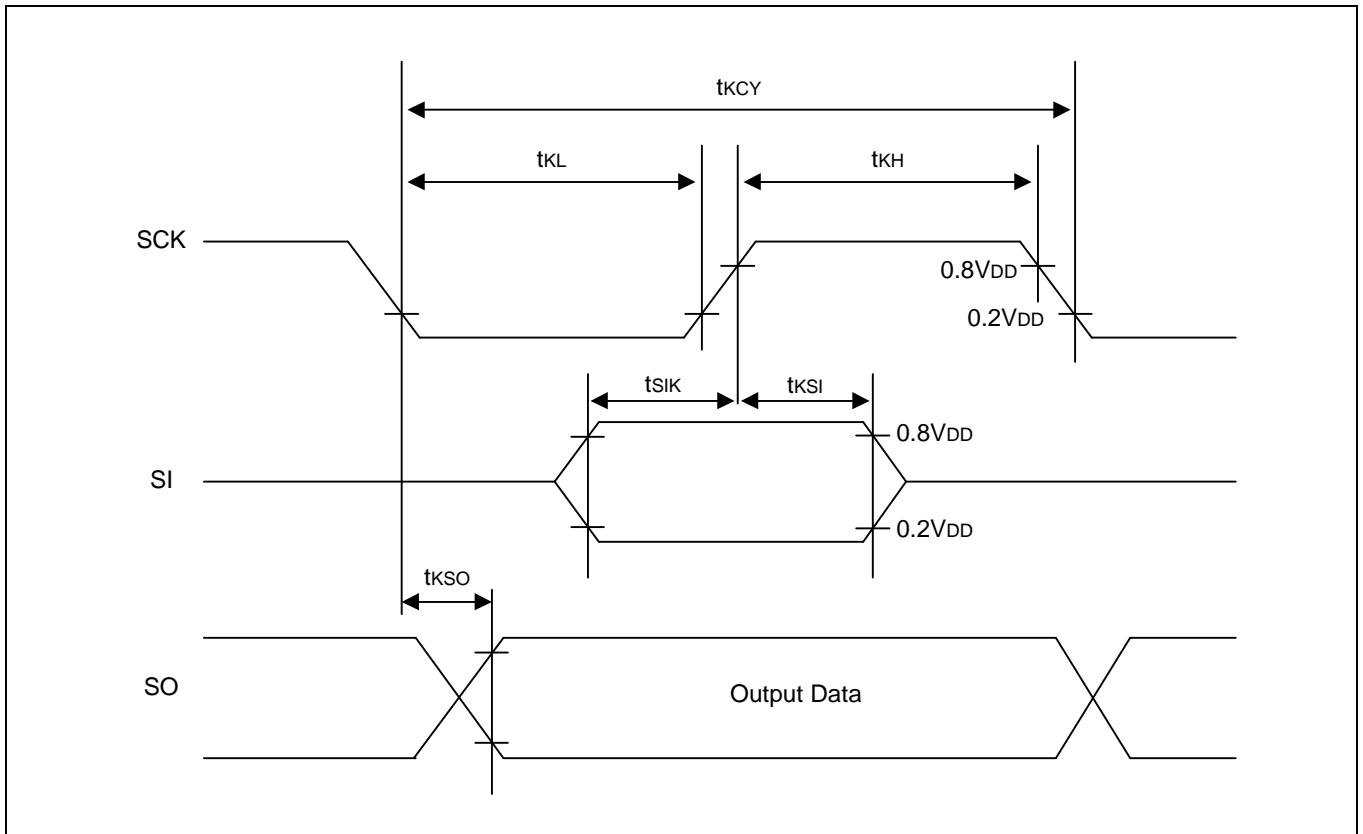 tKCY
tKL
tKH
SCK
0.8VDD
0.2VDD
tSIK
tKSI
0.8VDD
SI
0.2VDD
tKSO
SO
Output Data